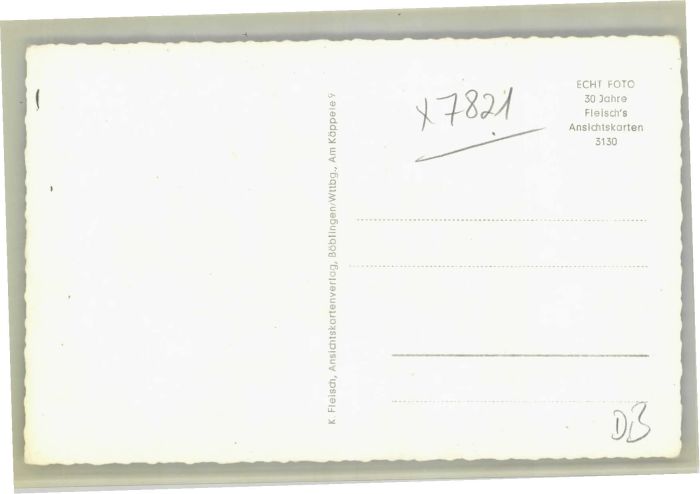 x7821
ECHT FOTO
30 Jahre
Fleisch's
Ansichtskarten
3130
K. Fleisch, Ansichtskartenverlag, Böblingen/Wttbg., Am Käppele 9
DB